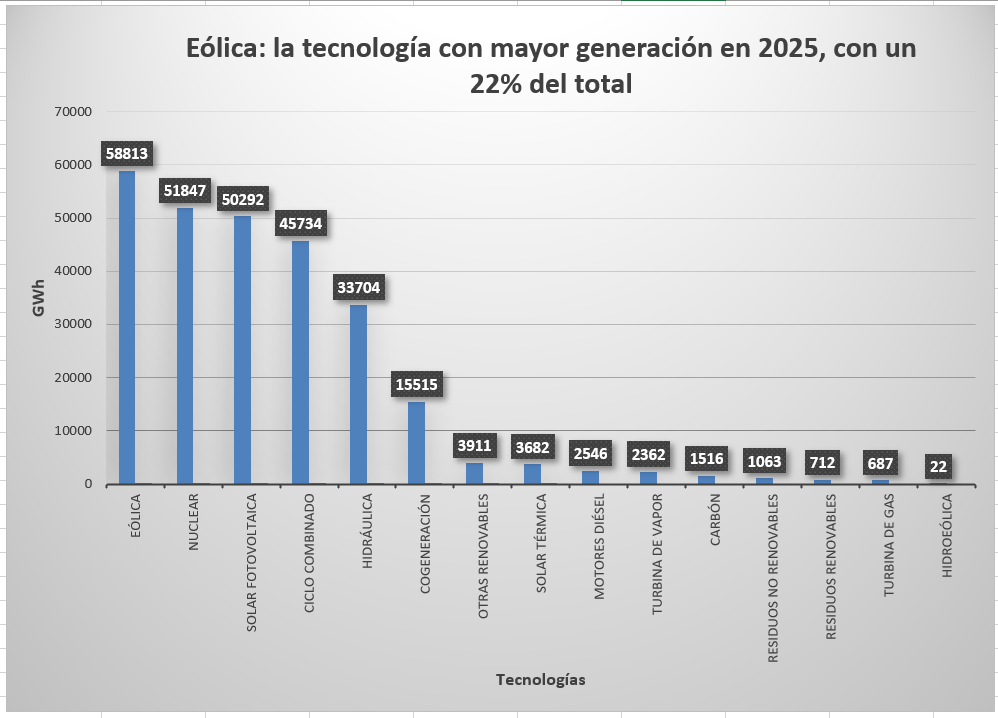 Eólica: la tecnología con mayor generación en 2025, con un
22% del total
70000
60000
50000
40000
30000
20000
10000
0
GWh
58813
51847
50292
45734
33704
15515
3911
3682
2546
2362
1516
1063
712
687
22
EÓLICA
NUCLEAR
SOLAR FOTOVOLTAICA
CICLO COMBINADO
HIDRÁULICA
COGENERACIÓN
OTRAS RENOVABLES
SOLAR TÉRMICA
MOTORES DIÉSEL
TURBINA DE VAPOR
CARBÓN
RESIDUOS NO RENOVABLES
RESIDUOS RENOVABLES
TURBINA DE GAS
HIDROEÓLICA
Tecnologías